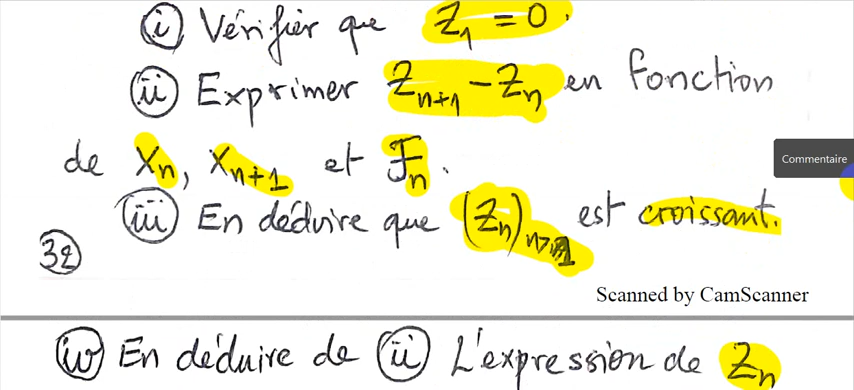 (i) Vérifier que Z₁ = 0.
(ii) Exprimer Zₙ₊₁ - Zₙ en fonction
de Xₙ, Xₙ₊₁ et Fₙ.
Commentaire
(iii) En déduire que (Zₙ)ₙ≥₁ est croissant.
32
Scanned by CamScanner
(iv) En déduire de (ii) L'expression de Zₙ